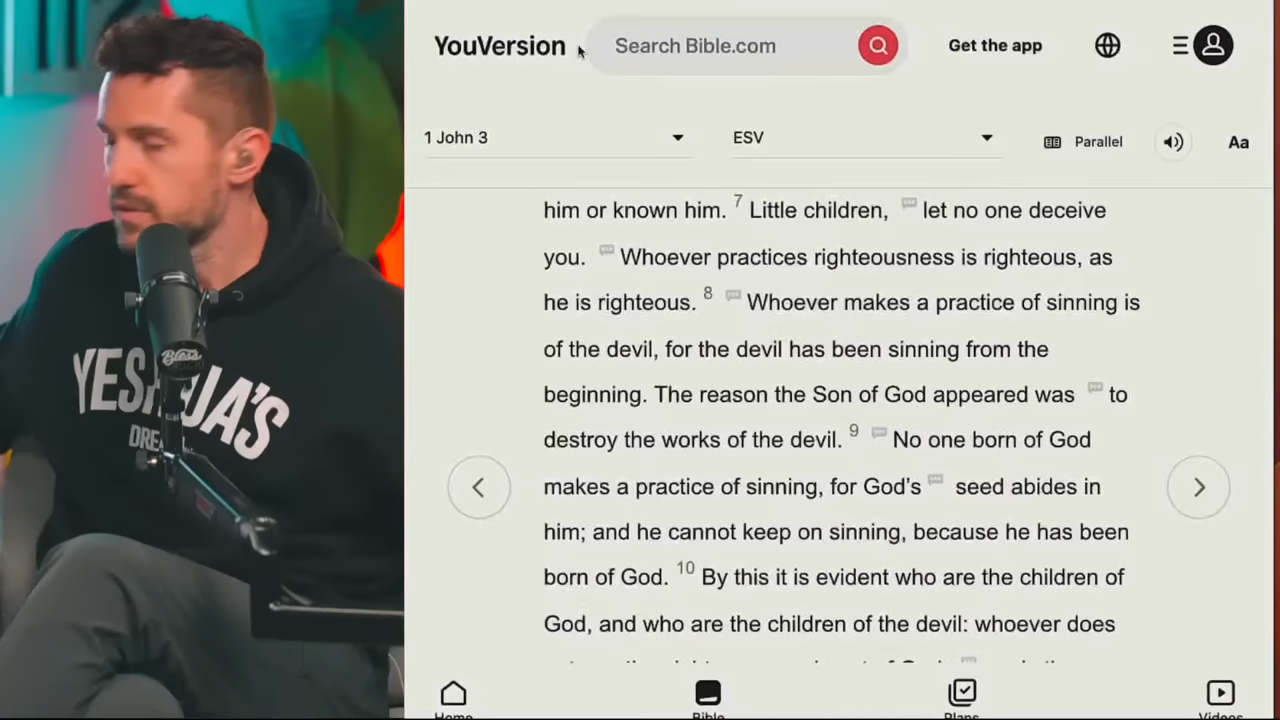 YESHUA'S
Bless
YouVersion
Search Bible.com
Get the app
1 John 3
ESV
Parallel
Aa
him or known him. 7 Little children, let no one deceive
you. Whoever practices righteousness is righteous, as
he is righteous. 8 Whoever makes a practice of sinning is
of the devil, for the devil has been sinning from the
beginning. The reason the Son of God appeared was to
destroy the works of the devil. 9 No one born of God
makes a practice of sinning, for God's seed abides in
him; and he cannot keep on sinning, because he has been
born of God. 10 By this it is evident who are the children of
God, and who are the children of the devil: whoever does
Home
Bible
Plans
Videos